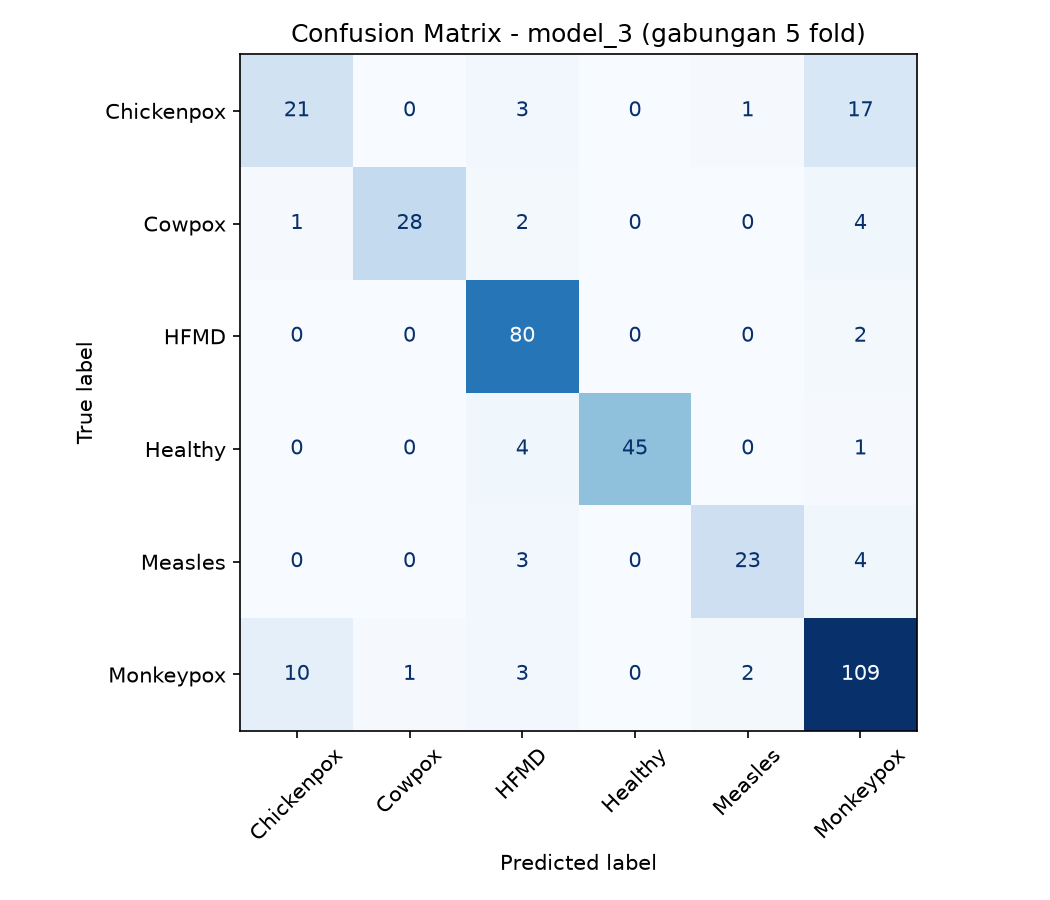 Confusion Matrix - model_3 (gabungan 5 fold)
True label
Chickenpox 21 0 3 0 1 17
Cowpox 1 28 2 0 0 4
HFMD 0 0 80 0 0 2
Healthy 0 0 4 45 0 1
Measles 0 0 3 0 23 4
Monkeypox 10 1 3 0 2 109
Chickenpox Cowpox HFMD Healthy Measles Monkeypox
Predicted label